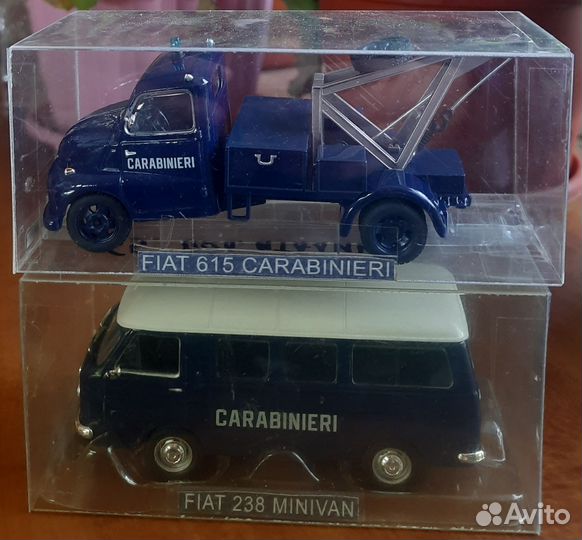 CARABINIERI
FIAT 615 CARABINIERI
CARABINIERI
FIAT 238 MINIVAN
Avito